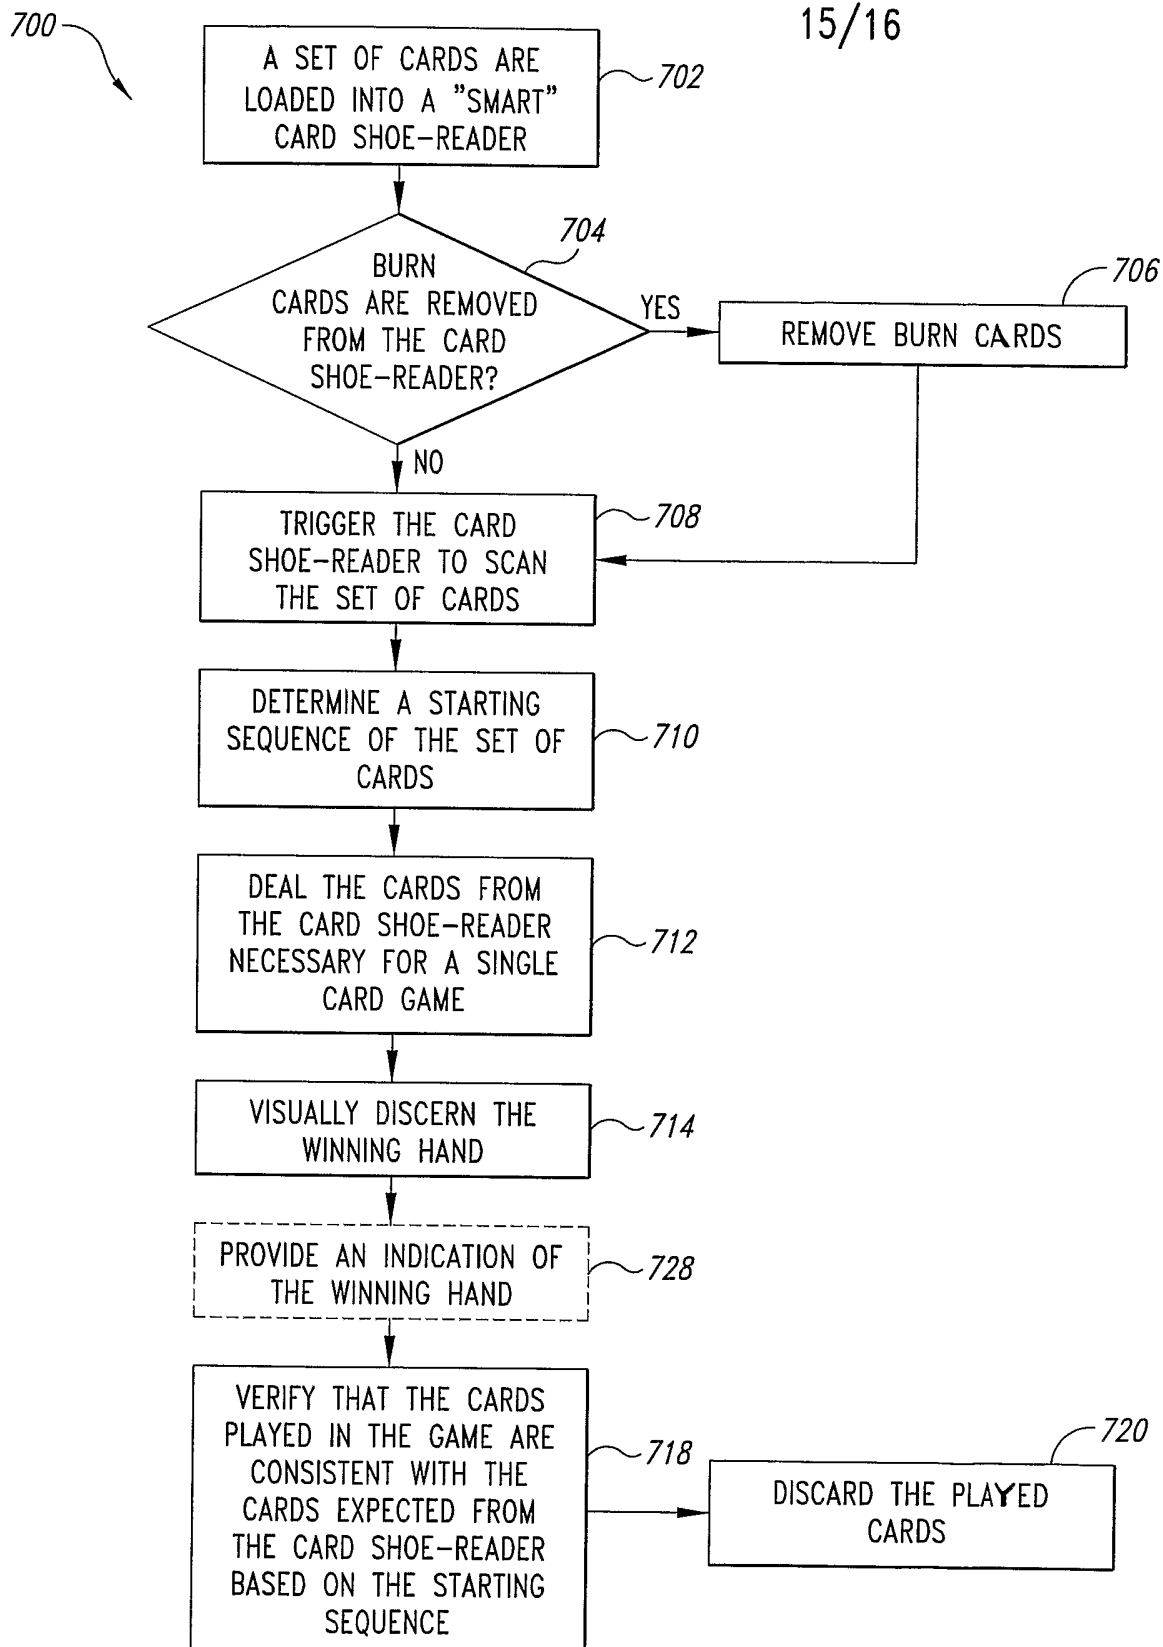 700
15/16
A SET OF CARDS ARE
LOADED INTO A "SMART"
CARD SHOE-READER
702
BURN
CARDS ARE REMOVED
FROM THE CARD
SHOE-READER?
704
YES
REMOVE BURN CARDS
706
NO
TRIGGER THE CARD
SHOE-READER TO SCAN
THE SET OF CARDS
708
DETERMINE A STARTING
SEQUENCE OF THE SET OF
CARDS
710
DEAL THE CARDS FROM
THE CARD SHOE-READER
NECESSARY FOR A SINGLE
CARD GAME
712
VISUALLY DISCERN THE
WINNING HAND
714
PROVIDE AN INDICATION OF
THE WINNING HAND
728
VERIFY THAT THE CARDS
PLAYED IN THE GAME ARE
CONSISTENT WITH THE
CARDS EXPECTED FROM
THE CARD SHOE-READER
BASED ON THE STARTING
SEQUENCE
718
DISCARD THE PLAYED
CARDS
720